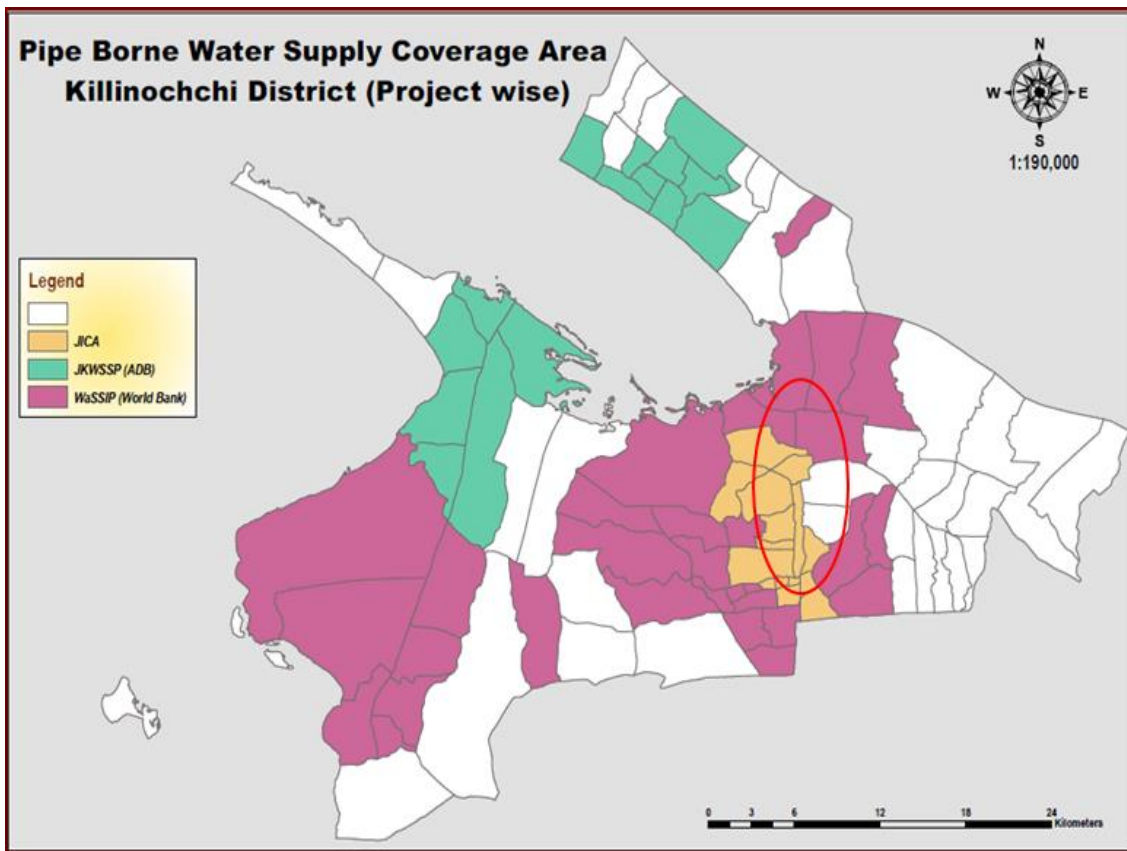 Pipe Borne Water Supply Coverage Area
Killinochchi District (Project wise)
N
W
E
S
1:190,000
Legend
JICA
JKWSSP (ADB)
WaSSIP (World Bank)
0 3 6 12 18 24
Kilometers